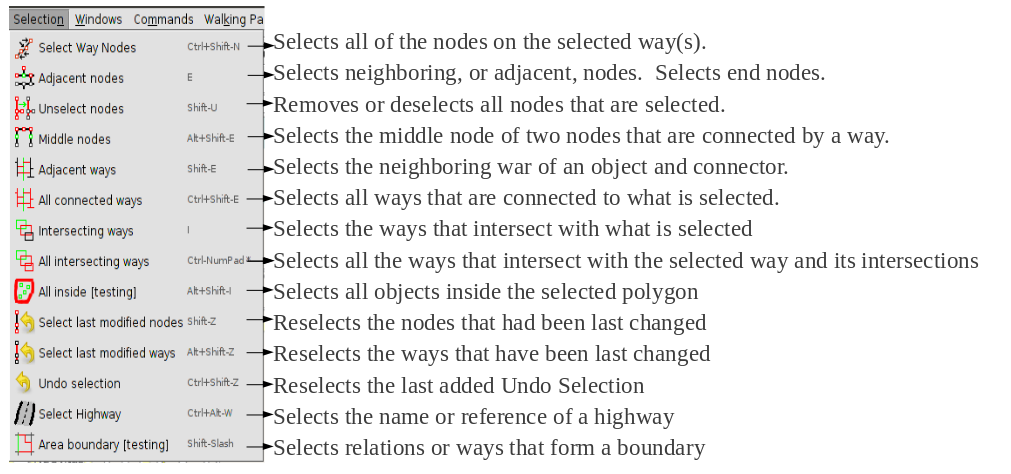 Selection Windows Commands Walking Pa
Select Way Nodes Ctrl+Shift-N Selects all of the nodes on the selected way(s).
Adjacent nodes E Selects neighboring, or adjacent, nodes. Selects end nodes.
Unselect nodes Shift-U Removes or deselects all nodes that are selected.
Middle nodes Alt+Shift-E Selects the middle node of two nodes that are connected by a way.
Adjacent ways Shift-E Selects the neighboring war of an object and connector.
All connected ways Ctrl+Shift-E Selects all ways that are connected to what is selected.
Intersecting ways I Selects the ways that intersect with what is selected
All intersecting ways Ctrl-NumPad* Selects all the ways that intersect with the selected way and its intersections
All inside [testing] Alt+Shift-I Selects all objects inside the selected polygon
Select last modified nodes Shift-Z Reselects the nodes that had been last changed
Select last modified ways Alt+Shift-Z Reselects the ways that have been last changed
Undo selection Ctrl+Shift-Z Reselects the last added Undo Selection
Select Highway Ctrl+Alt-W Selects the name or reference of a highway
Area boundary [testing] Shift-Slash Selects relations or ways that form a boundary